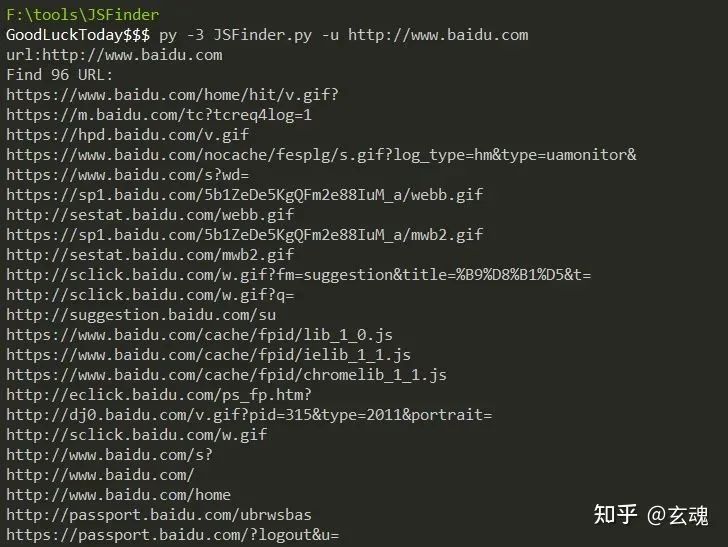 F:\tools\JSFinder
GoodLuckToday$$$ py -3 JSFinder.py -u http://www.baidu.com
url:http://www.baidu.com
Find 96 URL:
https://www.baidu.com/home/hit/v.gif?
https://m.baidu.com/tc?tcreq4log=1
https://hpd.baidu.com/v.gif
https://www.baidu.com/nocache/fesplg/s.gif?log_type=hm&type=uamonitor&
https://www.baidu.com/s?wd=
https://sp1.baidu.com/5b1ZeDe5KgQFm2e88IuM_a/webb.gif
http://sestat.baidu.com/webb.gif
https://sp1.baidu.com/5b1ZeDe5KgQFm2e88IuM_a/mwb2.gif
http://sestat.baidu.com/mwb2.gif
http://sclick.baidu.com/w.gif?fm=suggestion&title=%B9%D8%B1%D5&t=
http://sclick.baidu.com/w.gif?q=
http://suggestion.baidu.com/su
https://www.baidu.com/cache/fpid/lib_1_0.js
https://www.baidu.com/cache/fpid/ielib_1_1.js
https://www.baidu.com/cache/fpid/chromelib_1_1.js
http://eclick.baidu.com/ps_fp.htm?
http://dj0.baidu.com/v.gif?pid=315&type=2011&portrait=
http://sclick.baidu.com/w.gif
http://www.baidu.com/s?
http://www.baidu.com/
http://www.baidu.com/home
http://passport.baidu.com/ubrwsbas
https://passport.baidu.com/?logout&u=
知乎 @玄魂